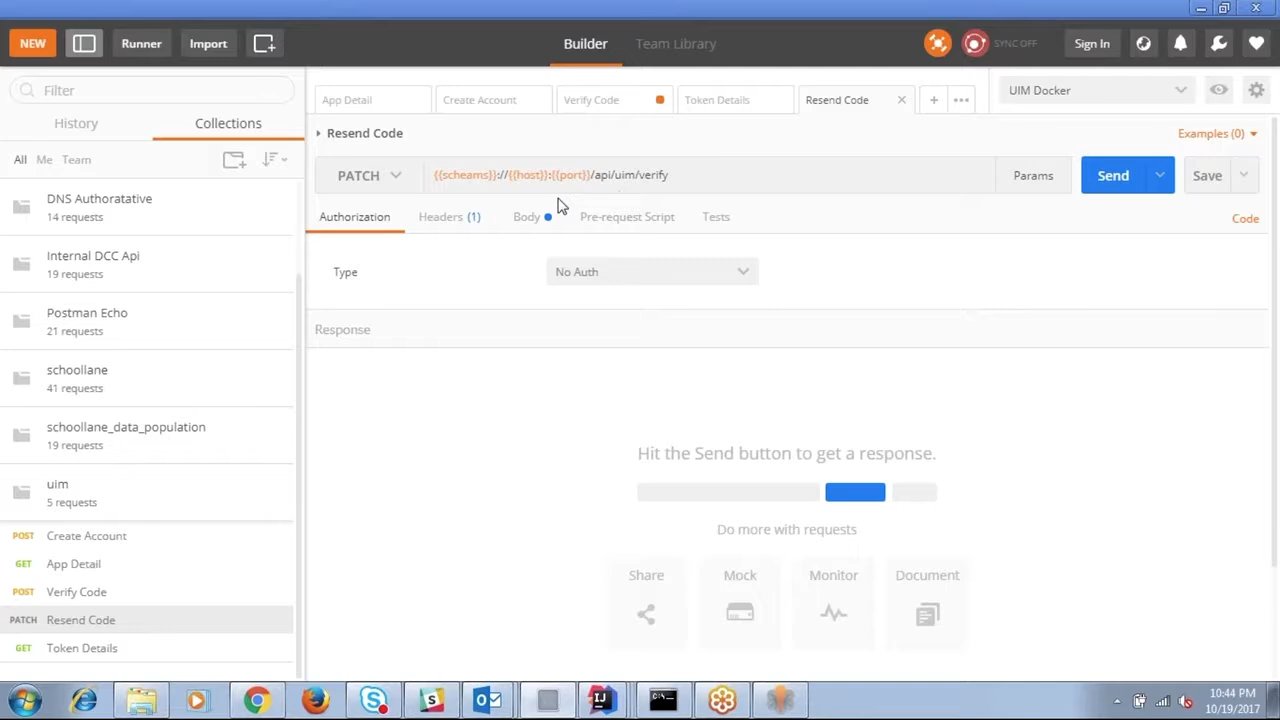 NEW
Runner
Import
Builder
Team Library
SYNC OFF
Sign In
Filter
History
Collections
All Me Team
DNS Authoratative
14 requests
Internal DCC Api
19 requests
Postman Echo
21 requests
schoollane
41 requests
schoollane_data_population
19 requests
uim
5 requests
POST Create Account
GET App Detail
POST Verify Code
PATCH Resend Code
GET Token Details
App Detail
Create Account
Verify Code
Token Details
Resend Code
UIM Docker
Resend Code
Examples (0)
PATCH
{{scheams}}://{{host}}:{{port}}/api/uim/verify
Params
Send
Save
Authorization
Headers (1)
Body
Pre-request Script
Tests
Code
Type
No Auth
Response
Hit the Send button to get a response.
Do more with requests
Share
Mock
Monitor
Document
10:44 PM
10/19/2017